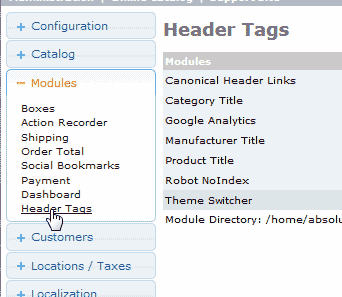 Administration | Online Catalog | Support Site
+ Configuration
+ Catalog
− Modules
Boxes
Action Recorder
Shipping
Order Total
Social Bookmarks
Payment
Dashboard
Header Tags
+ Customers
+ Locations / Taxes
+ Localization
Header Tags
Modules
Canonical Header Links
Category Title
Google Analytics
Manufacturer Title
Product Title
Robot NoIndex
Theme Switcher
Module Directory: /home/absolu